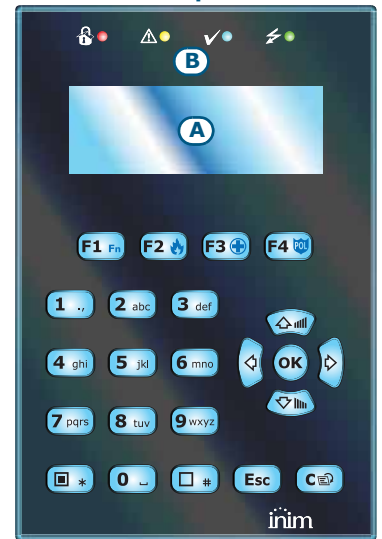 B
A
F1 Fn F2 F3 F4 POL
1 ., 2 abc 3 def
4 ghi 5 jkl 6 mno OK
7 pqrs 8 tuv 9 wxyz
* 0 _ # Esc C
inim